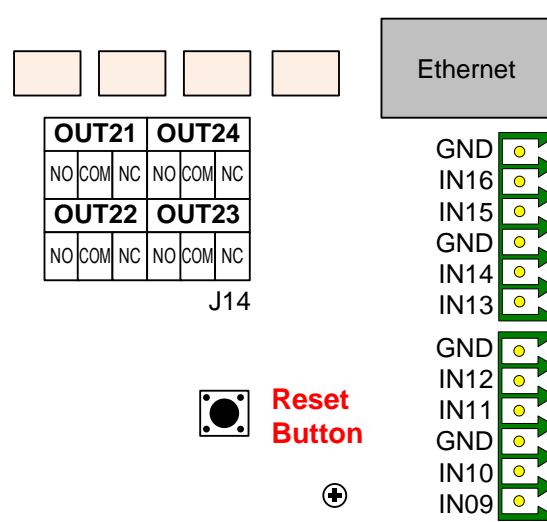 Ethernet
OUT21 OUT24
NO COM NC NO COM NC
OUT22 OUT23
NO COM NC NO COM NC
J14
Reset
Button
GND
IN16
IN15
GND
IN14
IN13
GND
IN12
IN11
GND
IN10
IN09